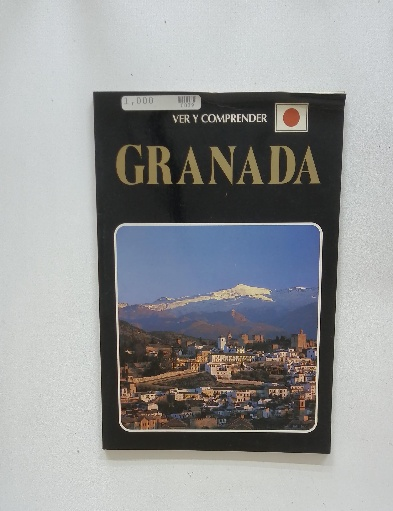 1,000
VER Y COMPRENDER
GRANADA